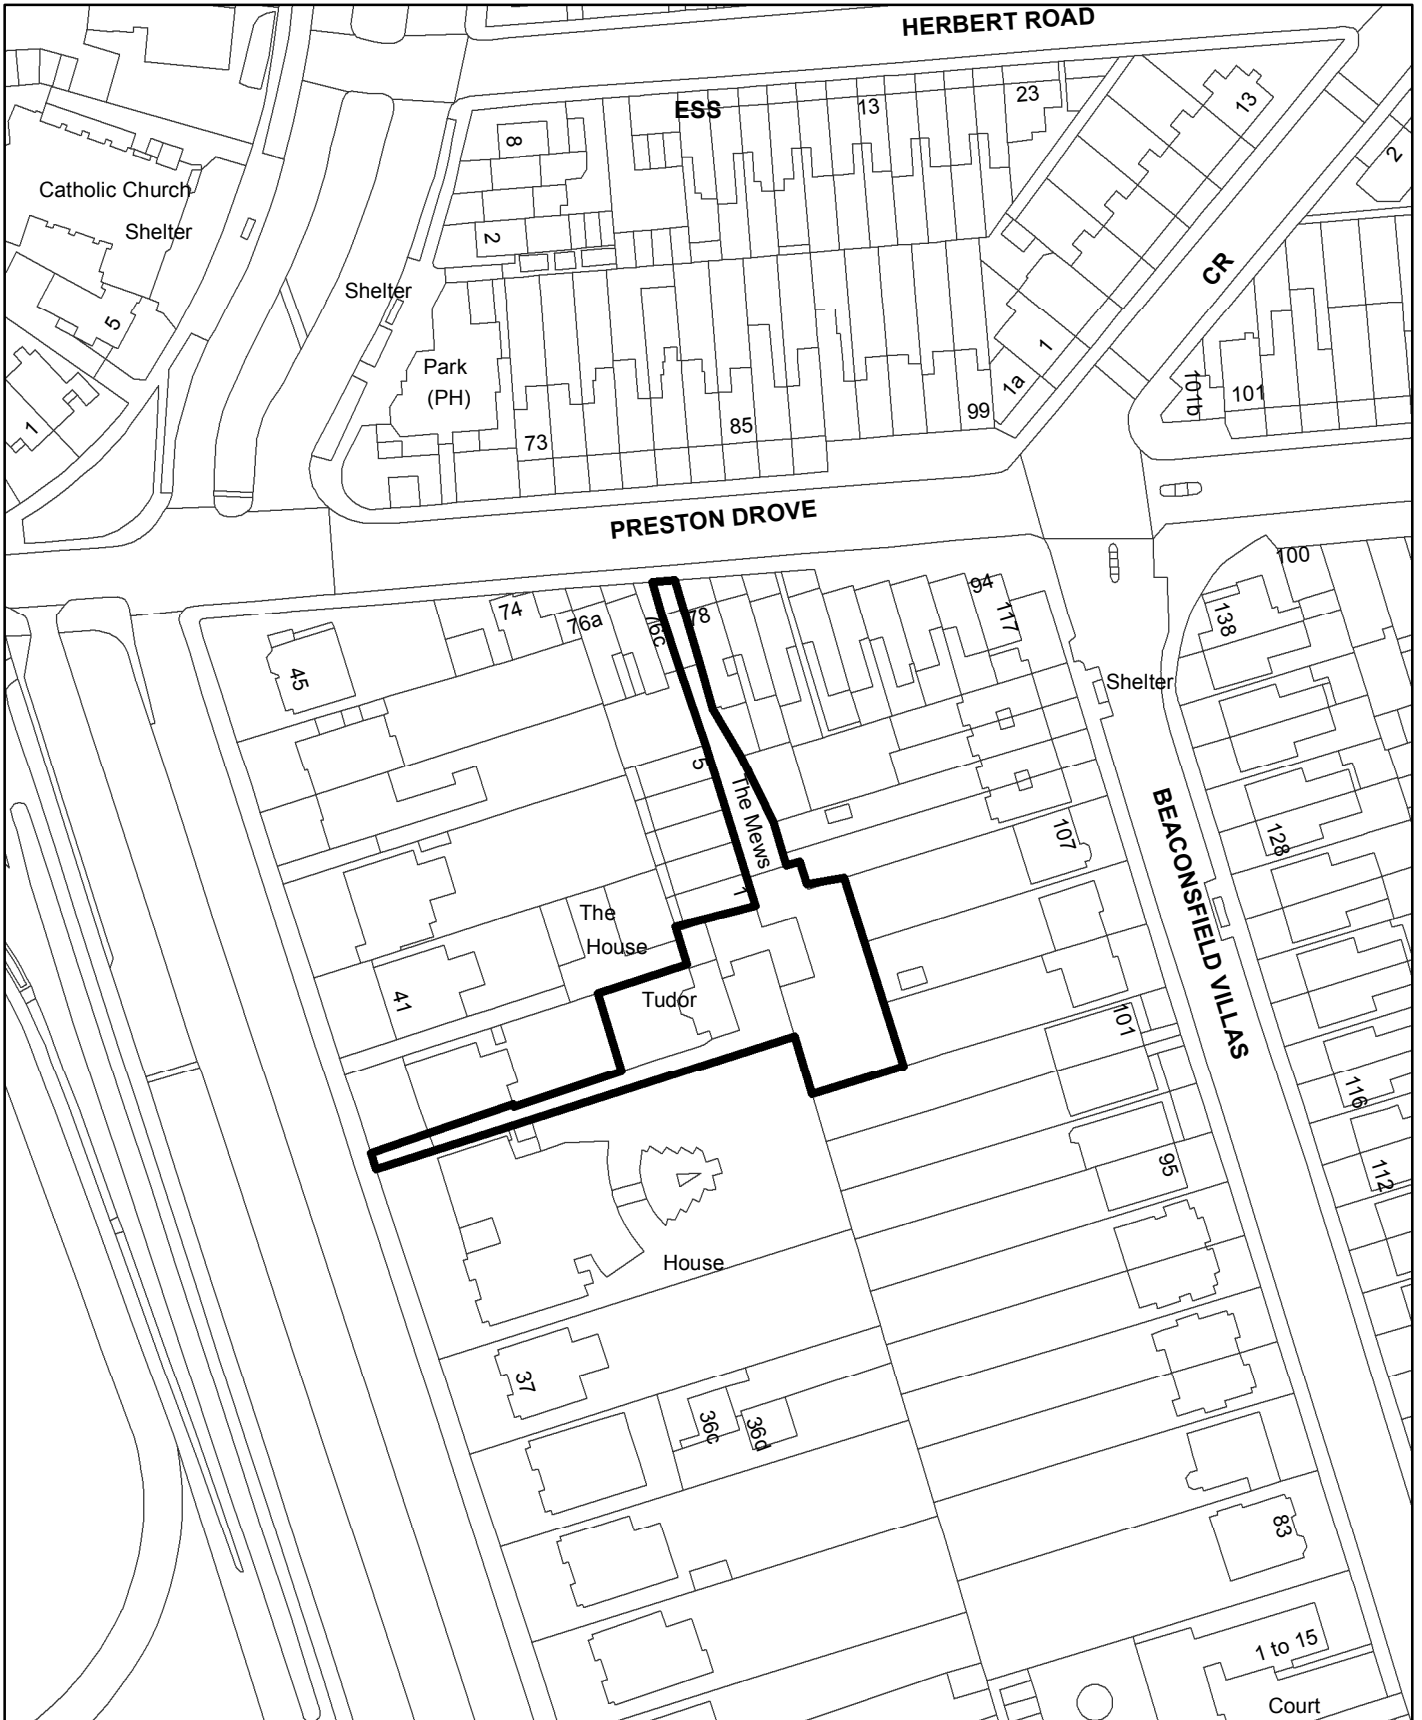 HERBERT ROAD
ESS
13
23
13
8
2
Catholic Church
Shelter
2
CR
Shelter
5
Park
(PH)
1
1
1a
101b
101
99
85
73
PRESTON DROVE
100
94
74
76a
76c
78
117
138
45
Shelter
5
The Mews
BEACONSFIELD VILLAS
107
128
1
The
House
41
Tudor
101
116
95
112
House
37
36c
36d
83
1 to 15
Court